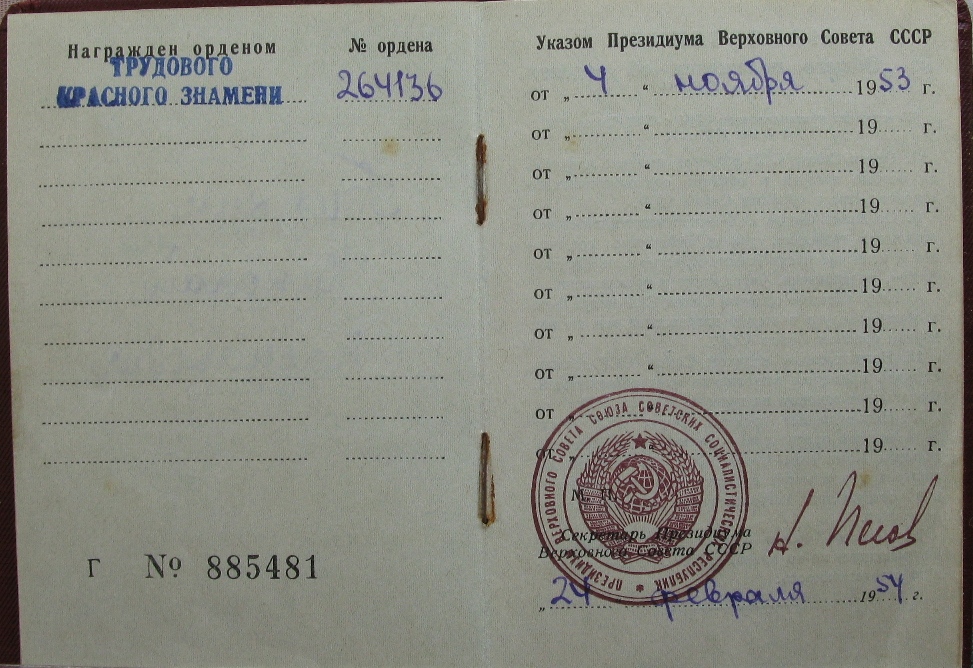 Награжден орденом
ТРУДОВОГО
КРАСНОГО ЗНАМЕНИ
№ ордена
264136
Г № 885481
Указом Президиума Верховного Совета СССР
от „ 4 “ ноября 1953 г.
от „ “ 19 г.
от „ “ 19 г.
от „ “ 19 г.
от „ “ 19 г.
от „ “ 19 г.
от „ “ 19 г.
от „ “ 19 г.
от „ “ 19 г.
от „ “ 19 г.
М. П.
ПРЕЗИДИУМ ВЕРХОВНОГО СОВЕТА СОЮЗА СОВЕТСКИХ СОЦИАЛИСТИЧЕСКИХ РЕСПУБЛИК
Секретарь Президиума
Верховного Совета СССР
„ 24 февраля 1954 г.